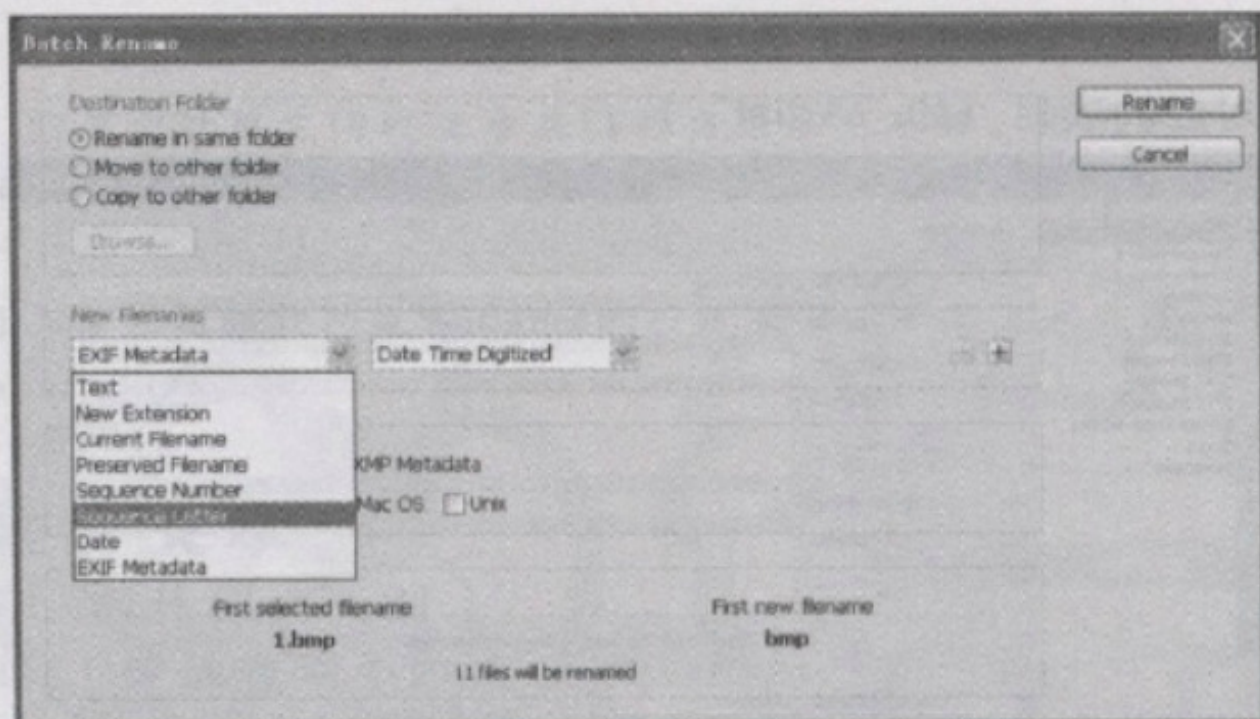 Batch Rename
Destination Folder
Rename in same folder
Move to other folder
Copy to other folder
Browse...
Rename
Cancel
New Filenames
EXIF Metadata
Date Time Digitized
Text
New Extension
Current Filename
Preserved Filename
Sequence Number
Sequence Letter
Date
EXIF Metadata
XMP Metadata
Mac OS
Unix
First selected filename
First new filename
1.bmp
bmp
11 files will be renamed